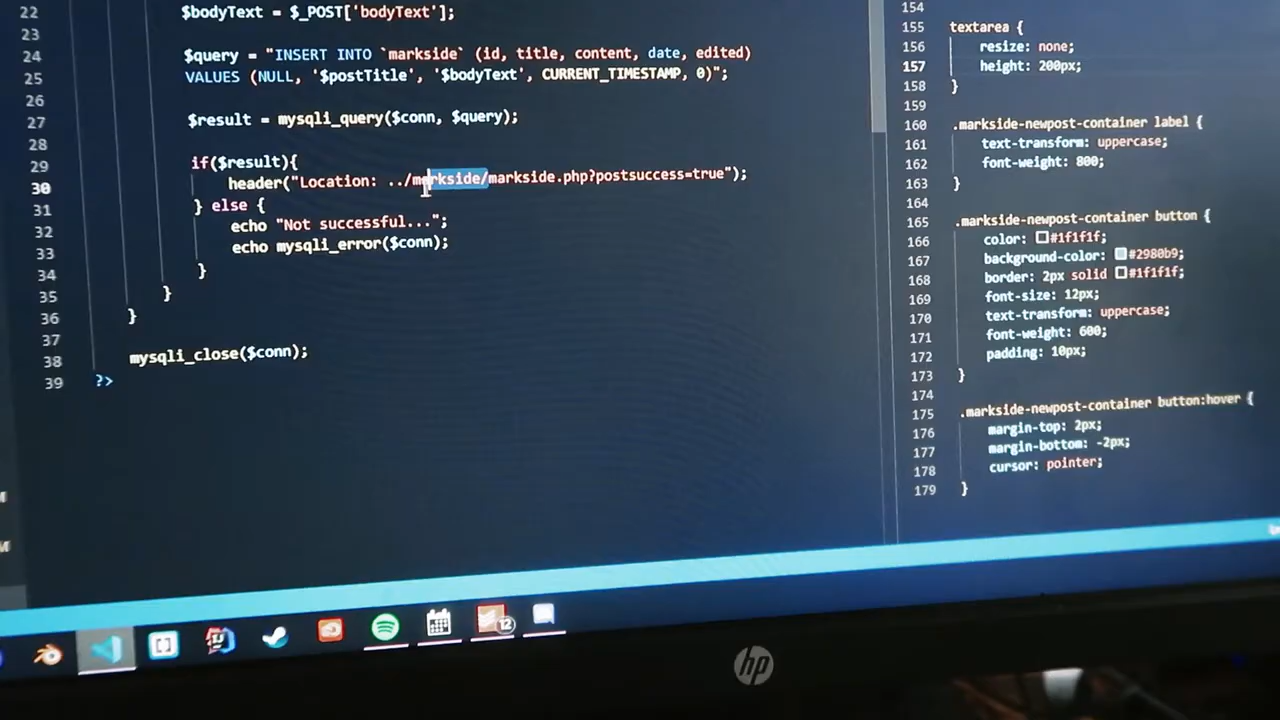 22 $bodyText = $_POST['bodyText'];
23
24 $query = "INSERT INTO `markside` (id, title, content, date, edited)
25 VALUES (NULL, '$postTitle', '$bodyText', CURRENT_TIMESTAMP, 0)";
26
27 $result = mysqli_query($conn, $query);
28
29 if($result){
30 header("Location: ../markside/markside.php?postsuccess=true");
31 } else {
32 echo "Not successful...";
33 echo mysqli_error($conn);
34 }
35 }
36 }
37
38 mysqli_close($conn);
39 ?>
154
155 textarea {
156 resize: none;
157 height: 200px;
158 }
159
160 .markside-newpost-container label {
161 text-transform: uppercase;
162 font-weight: 800;
163 }
164
165 .markside-newpost-container button {
166 color: #1f1f1f;
167 background-color: #2980b9;
168 border: 2px solid #1f1f1f;
169 font-size: 12px;
170 text-transform: uppercase;
171 font-weight: 600;
172 padding: 10px;
173 }
174
175 .markside-newpost-container button:hover {
176 margin-top: 2px;
177 margin-bottom: -2px;
178 cursor: pointer;
179 }
12
hp